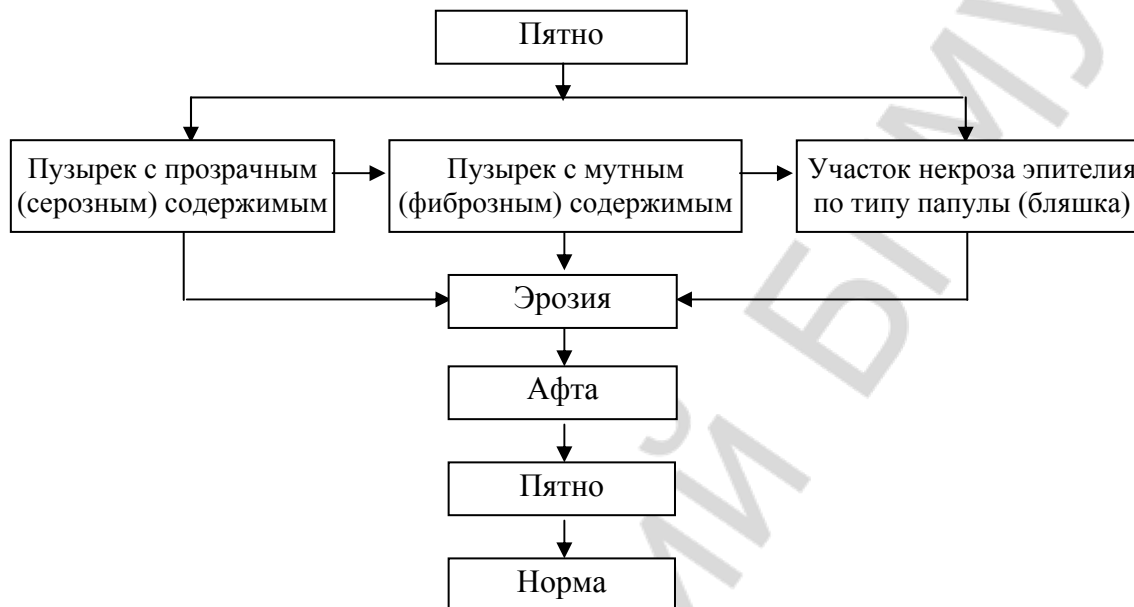 Пятно
Пузырек с прозрачным
(серозным) содержимым
Пузырек с мутным
(фиброзным) содержимым
Участок некроза эпителия
по типу папулы (бляшка)
Эрозия
Афта
Пятно
Норма